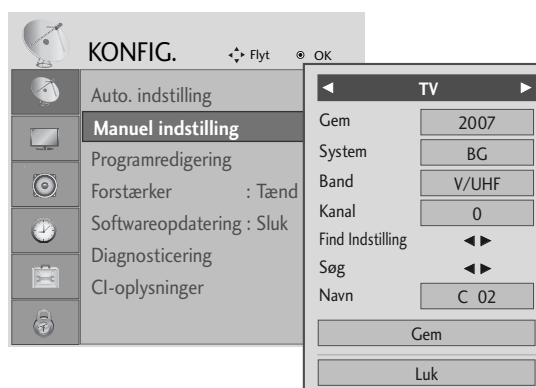 KONFIG. Flyt OK
Auto. indstilling
Manuel indstilling
Programredigering
Forstærker : Tænd
Softwareopdatering : Sluk
Diagnosticering
CI-oplysninger
TV
Gem 2007
System BG
Band V/UHF
Kanal 0
Find Indstilling
Søg
Navn C 02
Gem
Luk